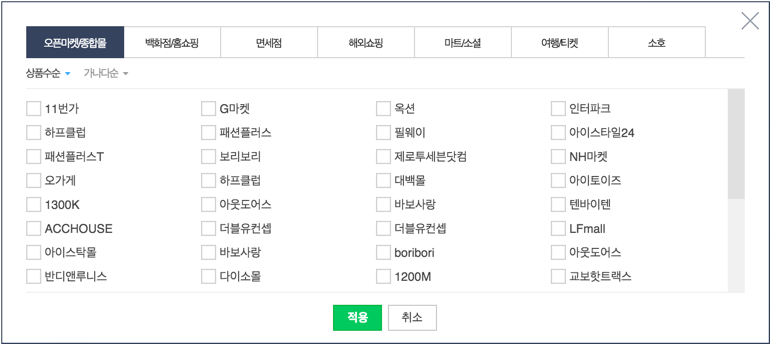 오픈마켓/종합몰 백화점/홈쇼핑 면세점 해외쇼핑 마트/소셜 여행/티켓 소호
상품수순 가나다순
11번가 G마켓 옥션 인터파크
하프클럽 패션플러스 필웨이 아이스타일24
패션플러스T 보리보리 제로투세븐닷컴 NH마켓
오가게 하프클럽 대백몰 아이토이즈
1300K 아웃도어스 바보사랑 텐바이텐
ACCHOUSE 더블유컨셉 더블유컨셉 LFmall
아이스탁몰 바보사랑 boribori 아웃도어스
반디앤루니스 다이소몰 1200M 교보핫트랙스
적용 취소